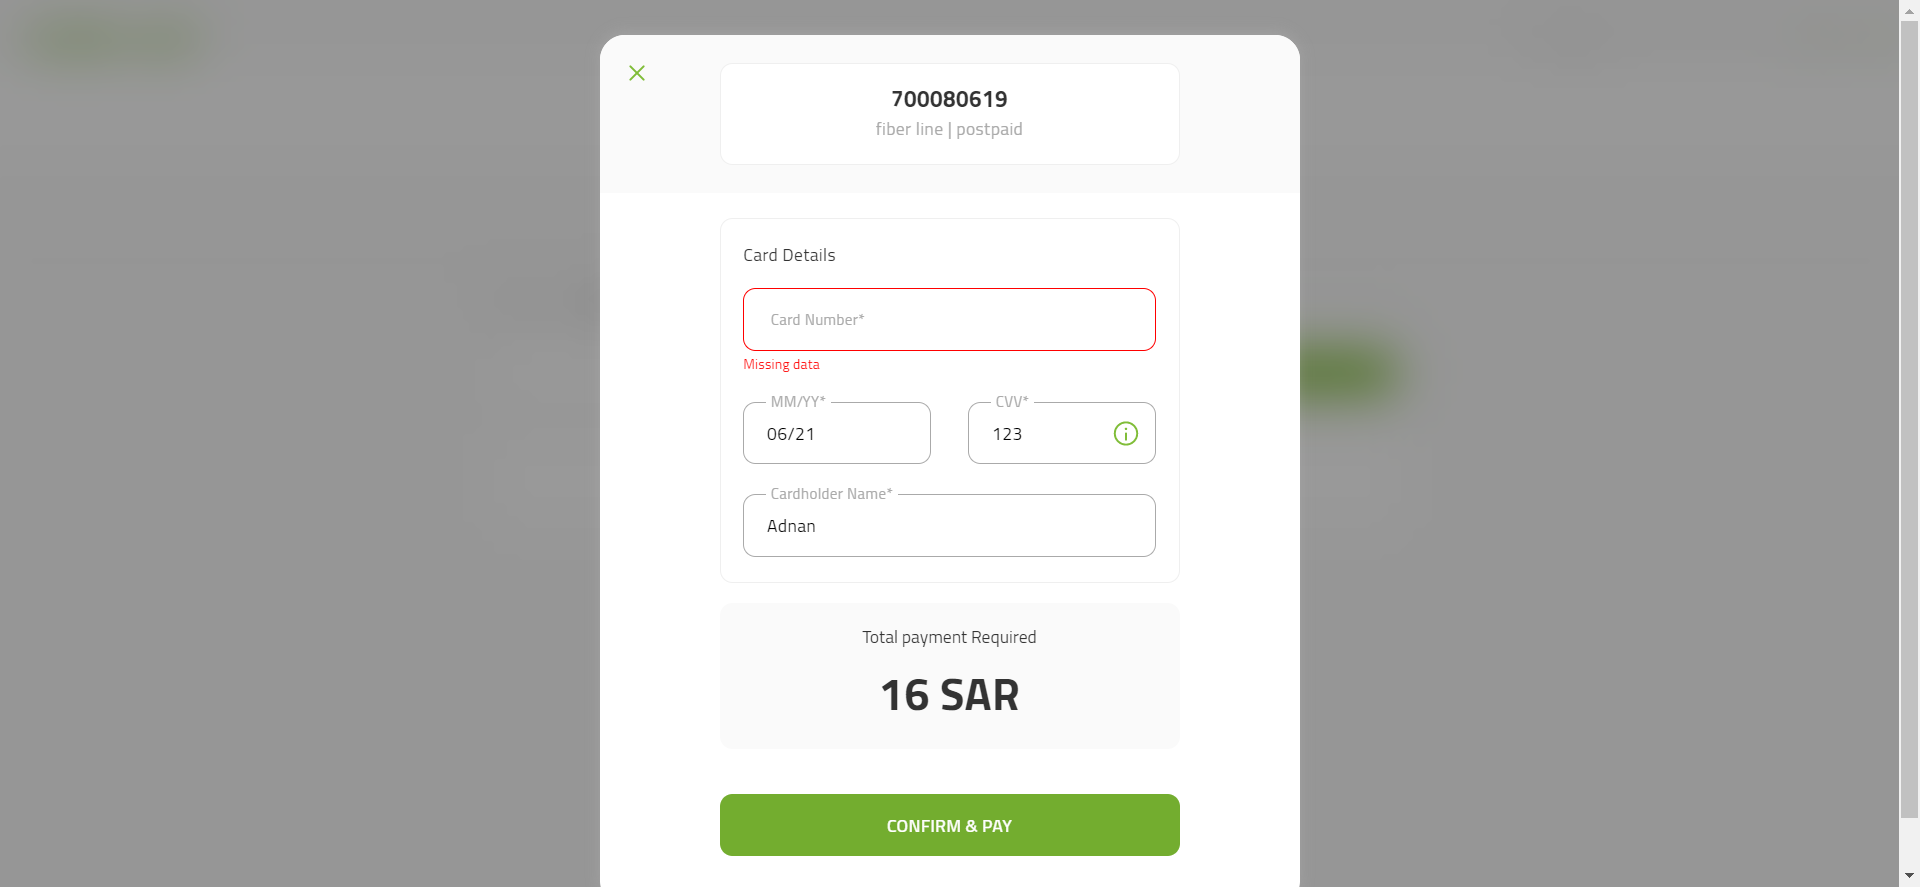 700080619
fiber line | postpaid
Card Details
Card Number*
Missing data
MM/YY*
06/21
CVV*
123
Cardholder Name*
Adnan
Total payment Required
16 SAR
CONFIRM & PAY